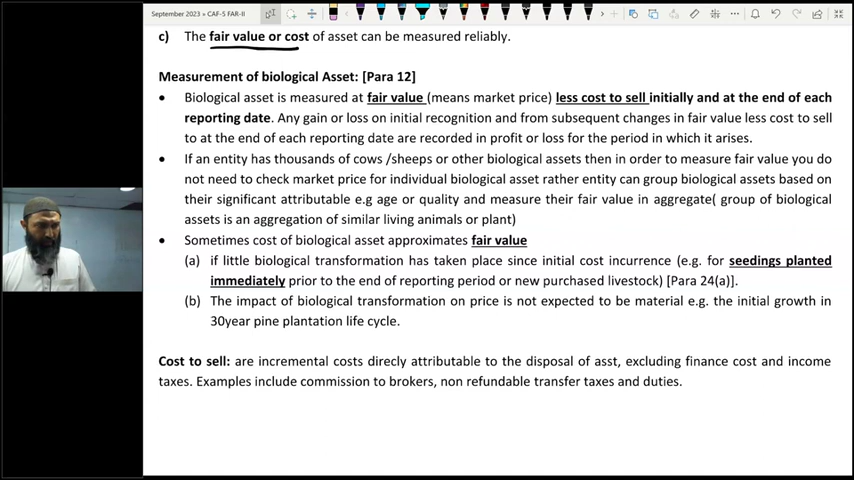 September 2023 » CAF-5 FAR-II
c) The fair value or cost of asset can be measured reliably.
Measurement of biological Asset: [Para 12]
• Biological asset is measured at fair value (means market price) less cost to sell initially and at the end of each
reporting date. Any gain or loss on initial recognition and from subsequent changes in fair value less cost to sell
to at the end of each reporting date are recorded in profit or loss for the period in which it arises.
• If an entity has thousands of cows /sheeps or other biological assets then in order to measure fair value you do
not need to check market price for individual biological asset rather entity can group biological assets based on
their significant attributable e.g age or quality and measure their fair value in aggregate( group of biological
assets is an aggregation of similar living animals or plant)
• Sometimes cost of biological asset approximates fair value
(a) if little biological transformation has taken place since initial cost incurrence (e.g. for seedings planted
immediately prior to the end of reporting period or new purchased livestock) [Para 24(a)].
(b) The impact of biological transformation on price is not expected to be material e.g. the initial growth in
30year pine plantation life cycle.
Cost to sell: are incremental costs direcly attributable to the disposal of asst, excluding finance cost and income
taxes. Examples include commission to brokers, non refundable transfer taxes and duties.